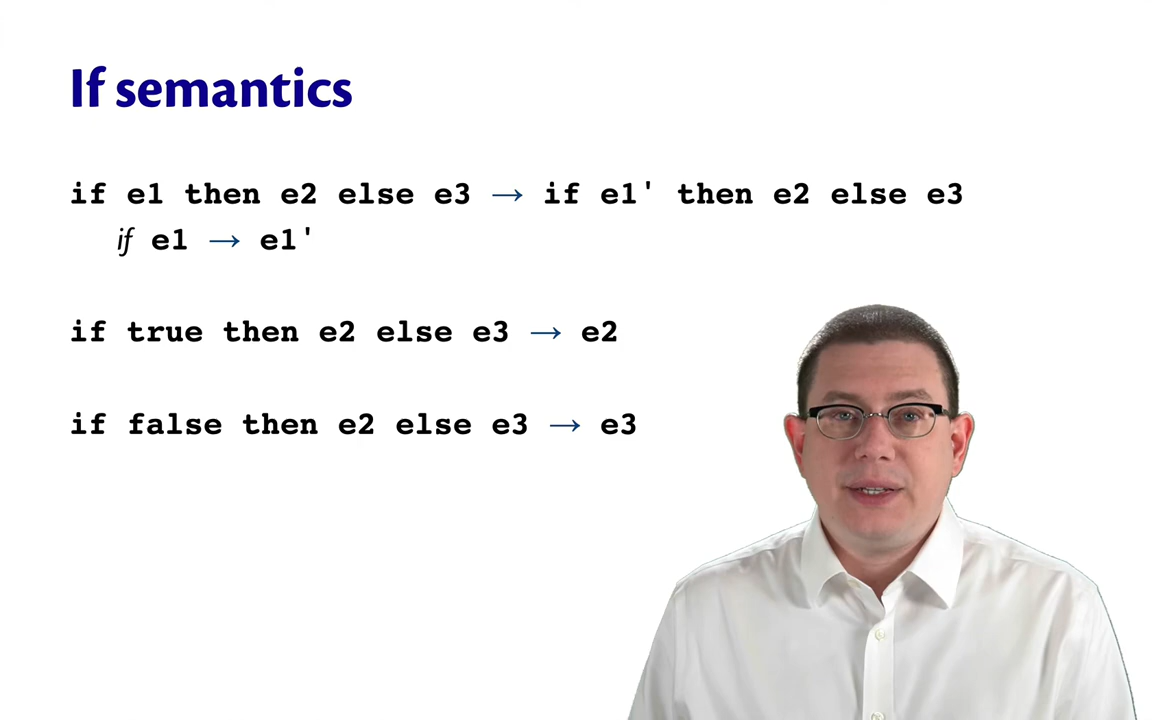 If semantics
if e1 then e2 else e3 → if e1' then e2 else e3
if e1 → e1'
if true then e2 else e3 → e2
if false then e2 else e3 → e3